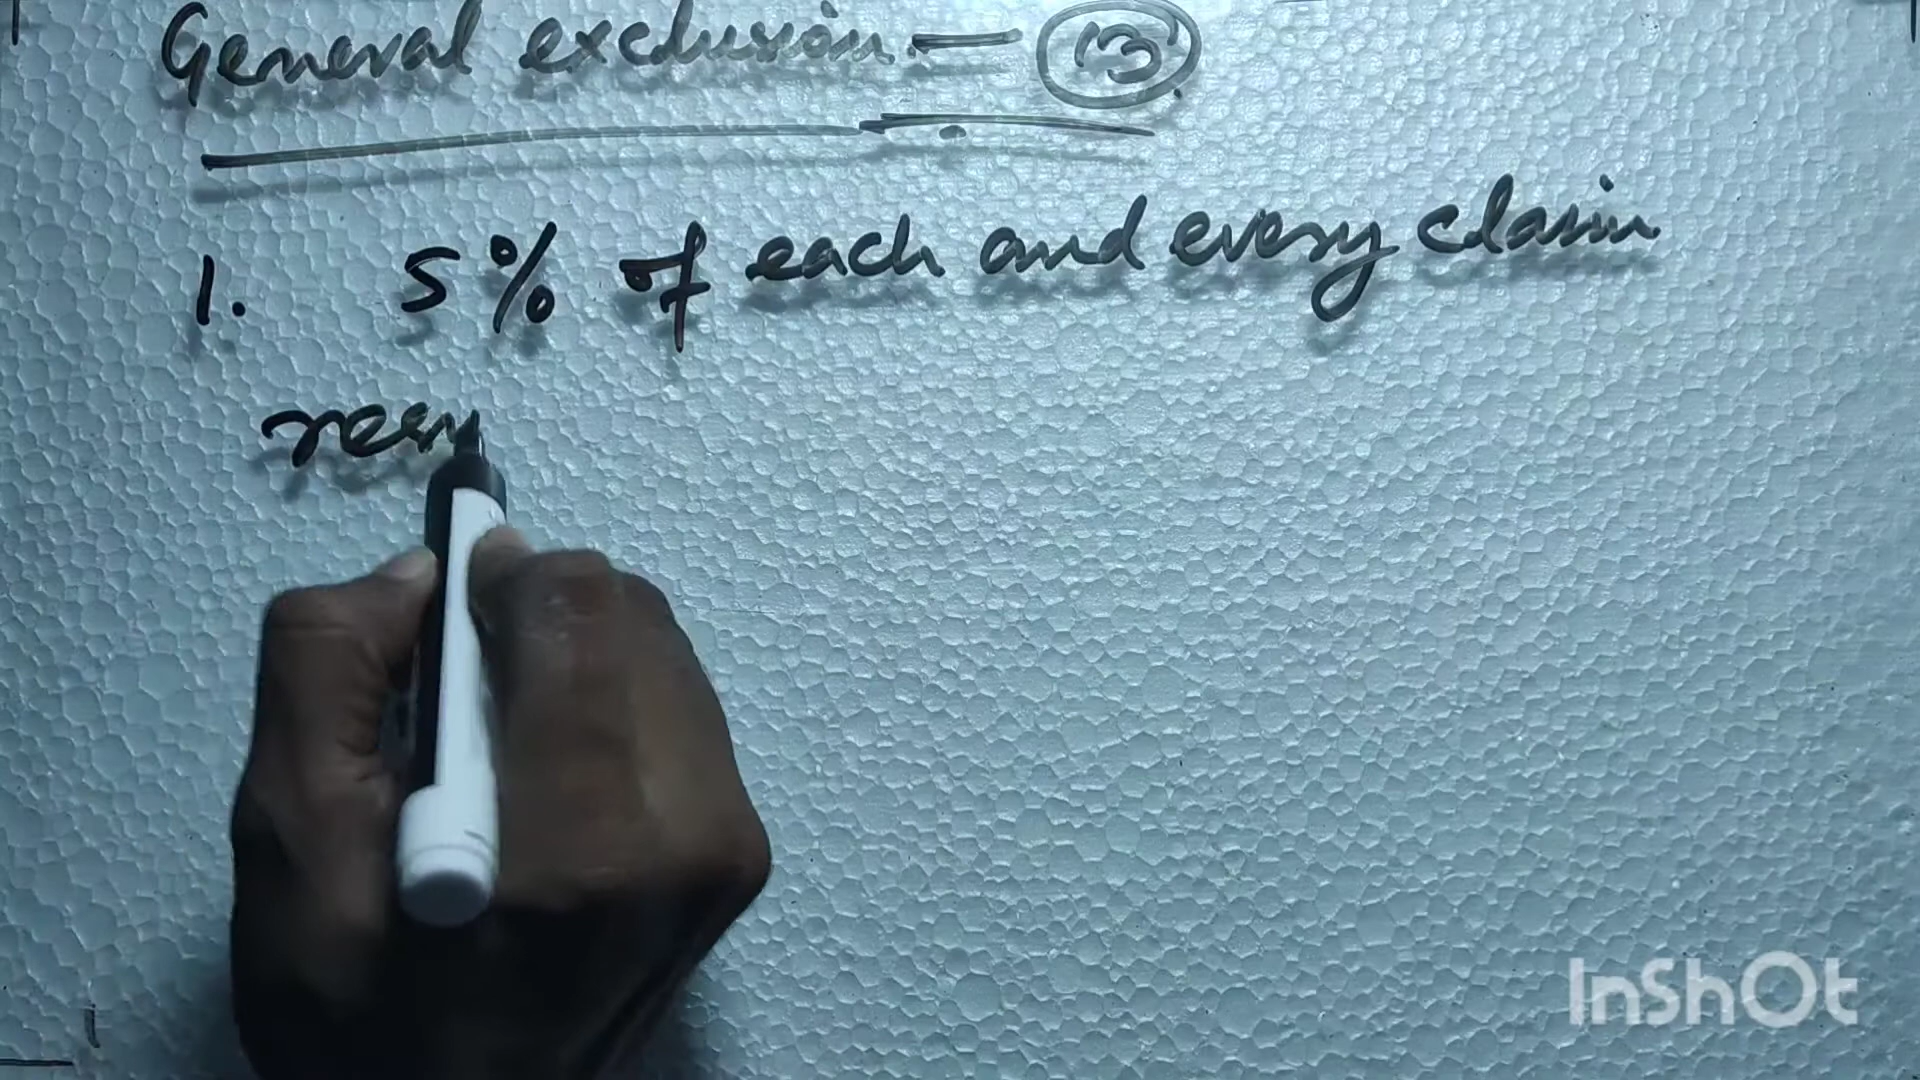 General exclusion - 13
1. 5% of each and every claim
InShOt